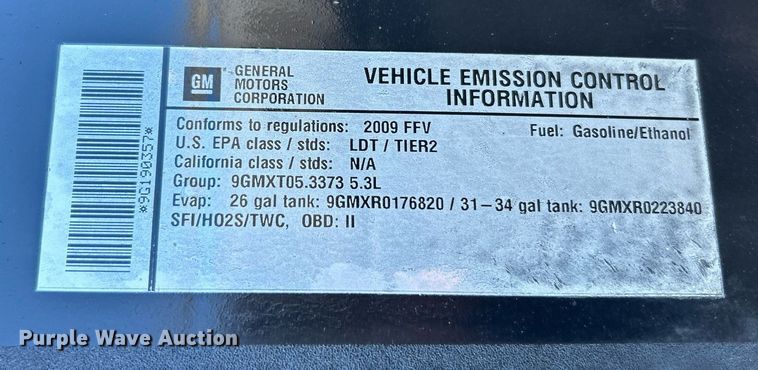 *9G190357*
GM GENERAL MOTORS CORPORATION
VEHICLE EMISSION CONTROL INFORMATION
Conforms to regulations: 2009 FFV Fuel: Gasoline/Ethanol
U.S. EPA class / stds: LDT / TIER2
California class / stds: N/A
Group: 9GMXT05.3373 5.3L
Evap: 26 gal tank: 9GMXR0176820 / 31-34 gal tank: 9GMXR0223840
SFI/HO2S/TWC, OBD: II
Purple Wave Auction